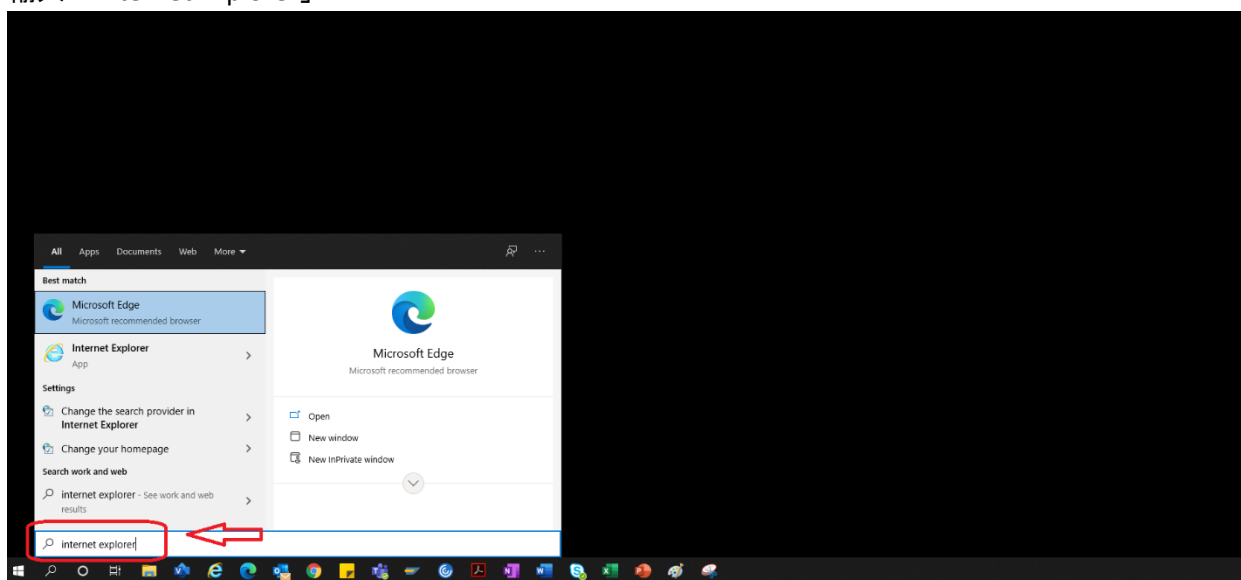 All Apps Documents Web More
Best match
Microsoft Edge
Microsoft recommended browser
Internet Explorer
App
Settings
Change the search provider in
Internet Explorer
Change your homepage
Search work and web
internet explorer - See work and web
results
internet explorer
Microsoft Edge
Microsoft recommended browser
Open
New window
New InPrivate window